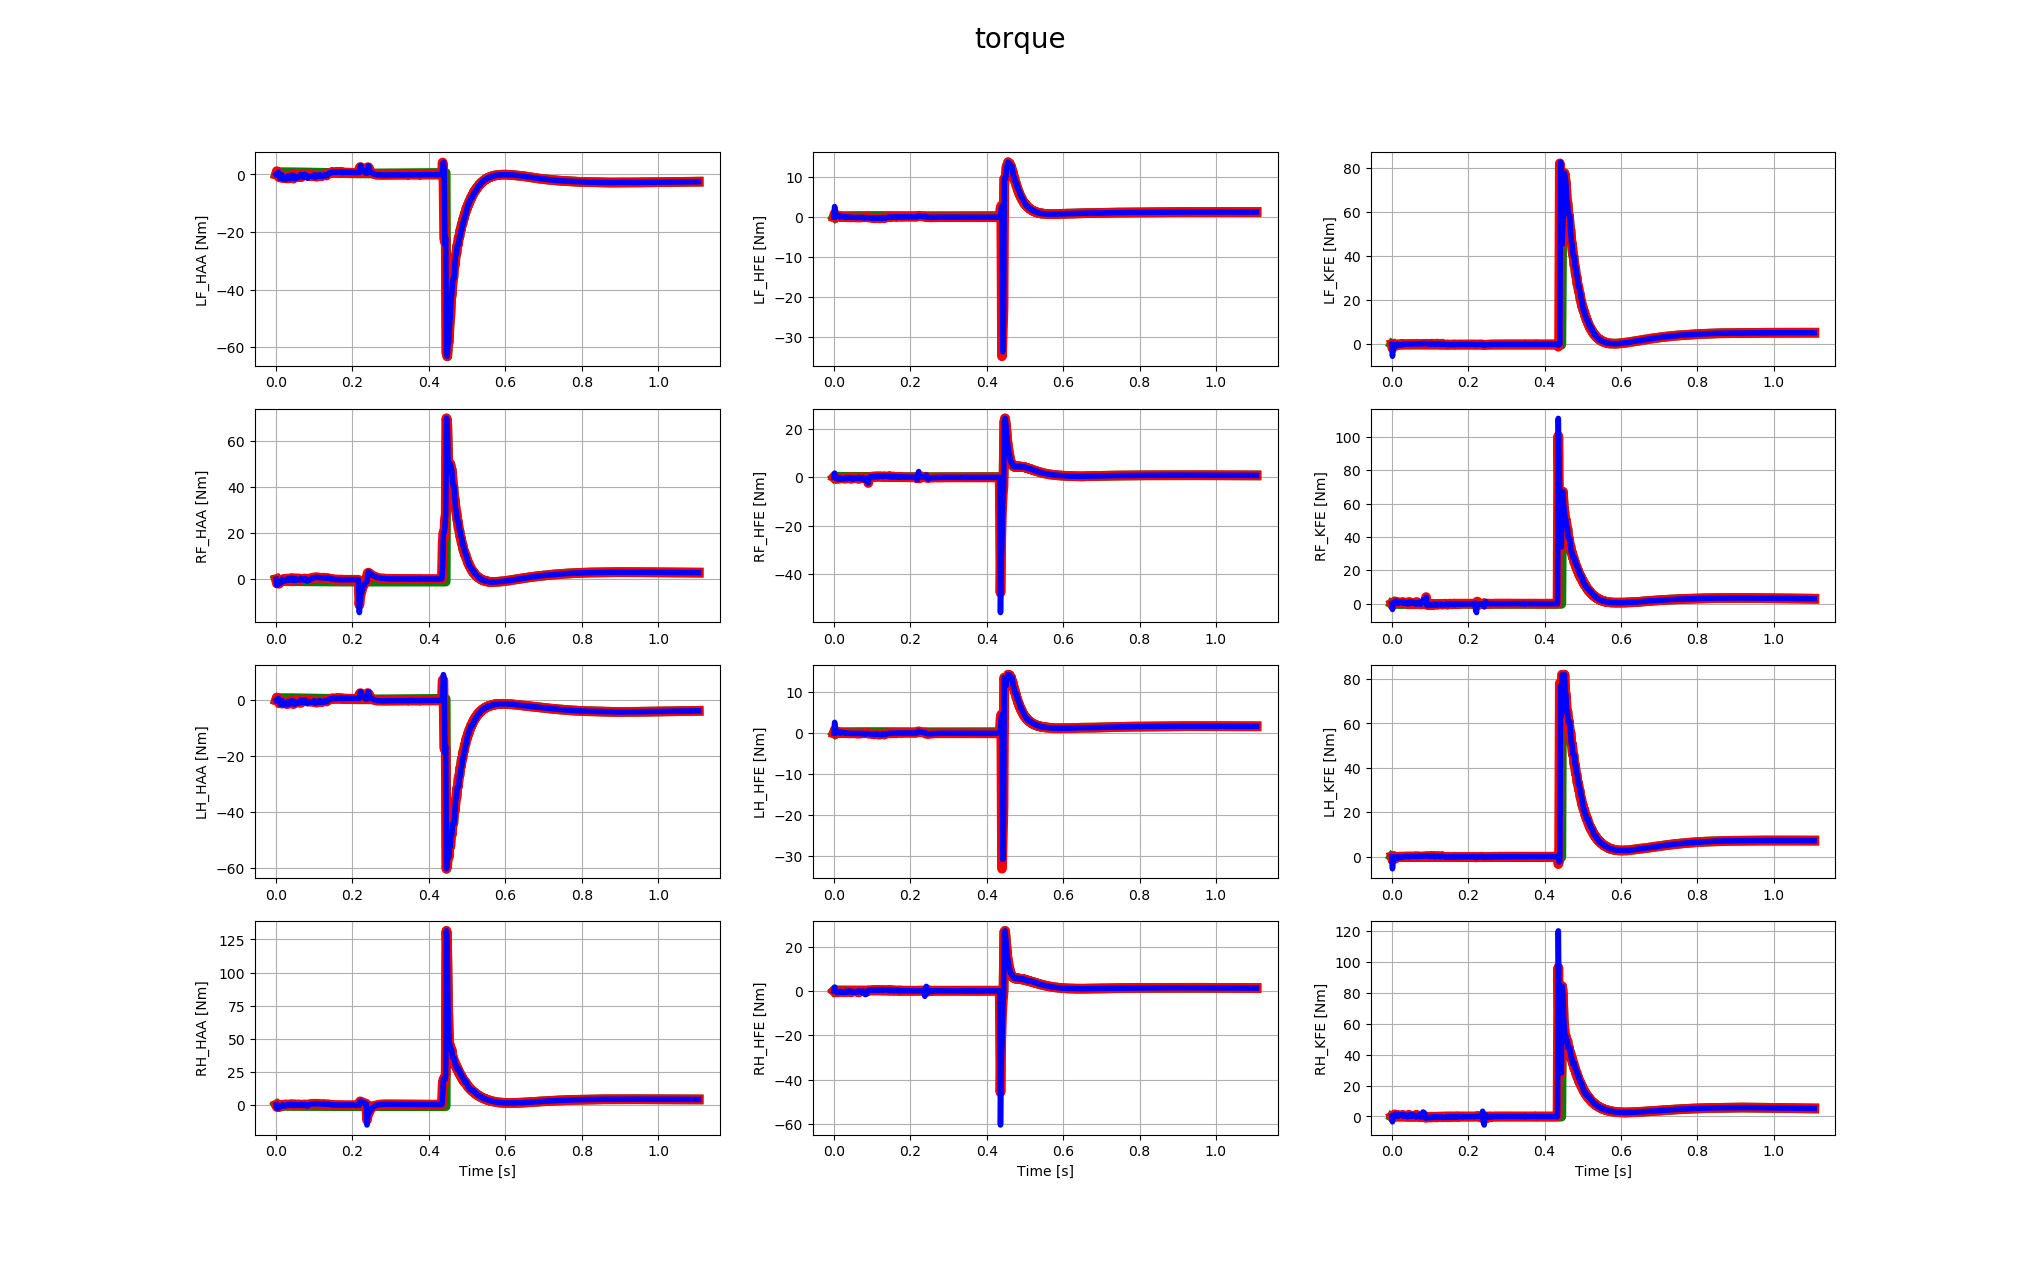 torque
LF_HAA [Nm]
0
−20
−40
−60
0.0 0.2 0.4 0.6 0.8 1.0
LF_HFE [Nm]
10
0
−10
−20
−30
0.0 0.2 0.4 0.6 0.8 1.0
LF_KFE [Nm]
80
60
40
20
0
0.0 0.2 0.4 0.6 0.8 1.0
RF_HAA [Nm]
60
40
20
0
0.0 0.2 0.4 0.6 0.8 1.0
RF_HFE [Nm]
20
0
−20
−40
0.0 0.2 0.4 0.6 0.8 1.0
RF_KFE [Nm]
100
80
60
40
20
0
0.0 0.2 0.4 0.6 0.8 1.0
LH_HAA [Nm]
0
−20
−40
−60
0.0 0.2 0.4 0.6 0.8 1.0
LH_HFE [Nm]
10
0
−10
−20
−30
0.0 0.2 0.4 0.6 0.8 1.0
LH_KFE [Nm]
80
60
40
20
0
0.0 0.2 0.4 0.6 0.8 1.0
RH_HAA [Nm]
125
100
75
50
25
0
0.0 0.2 0.4 0.6 0.8 1.0
Time [s]
RH_HFE [Nm]
20
0
−20
−40
−60
0.0 0.2 0.4 0.6 0.8 1.0
Time [s]
RH_KFE [Nm]
120
100
80
60
40
20
0
0.0 0.2 0.4 0.6 0.8 1.0
Time [s]